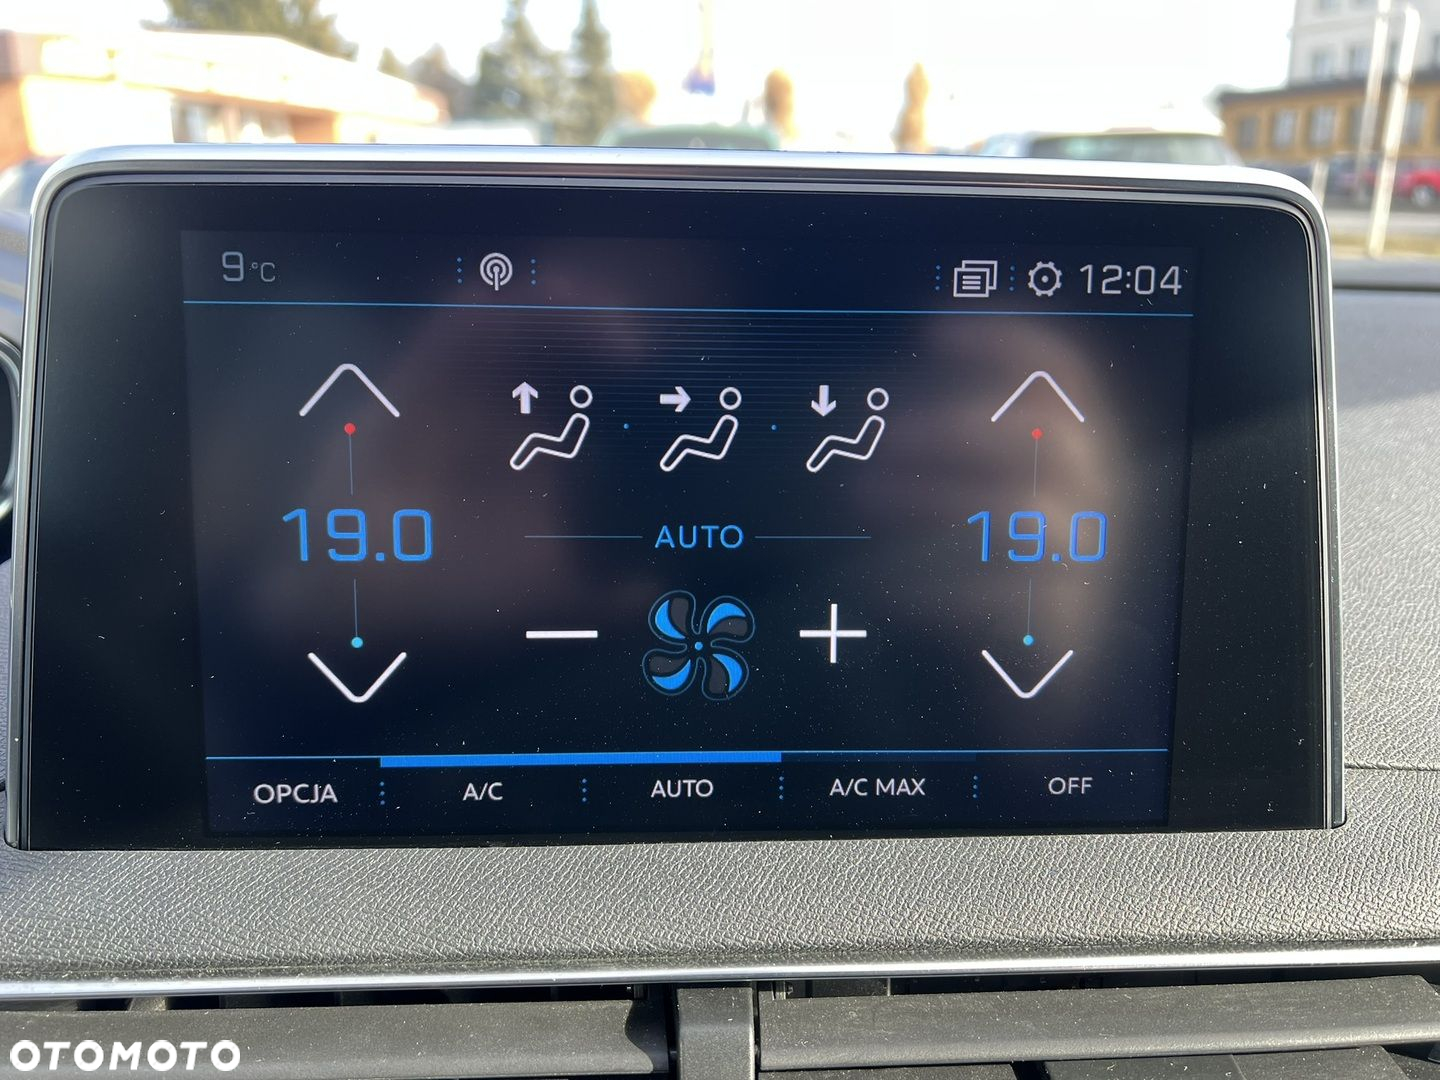 9 °C 12:04
19.0 AUTO 19.0
OPCJA A/C AUTO A/C MAX OFF
OTOMOTO